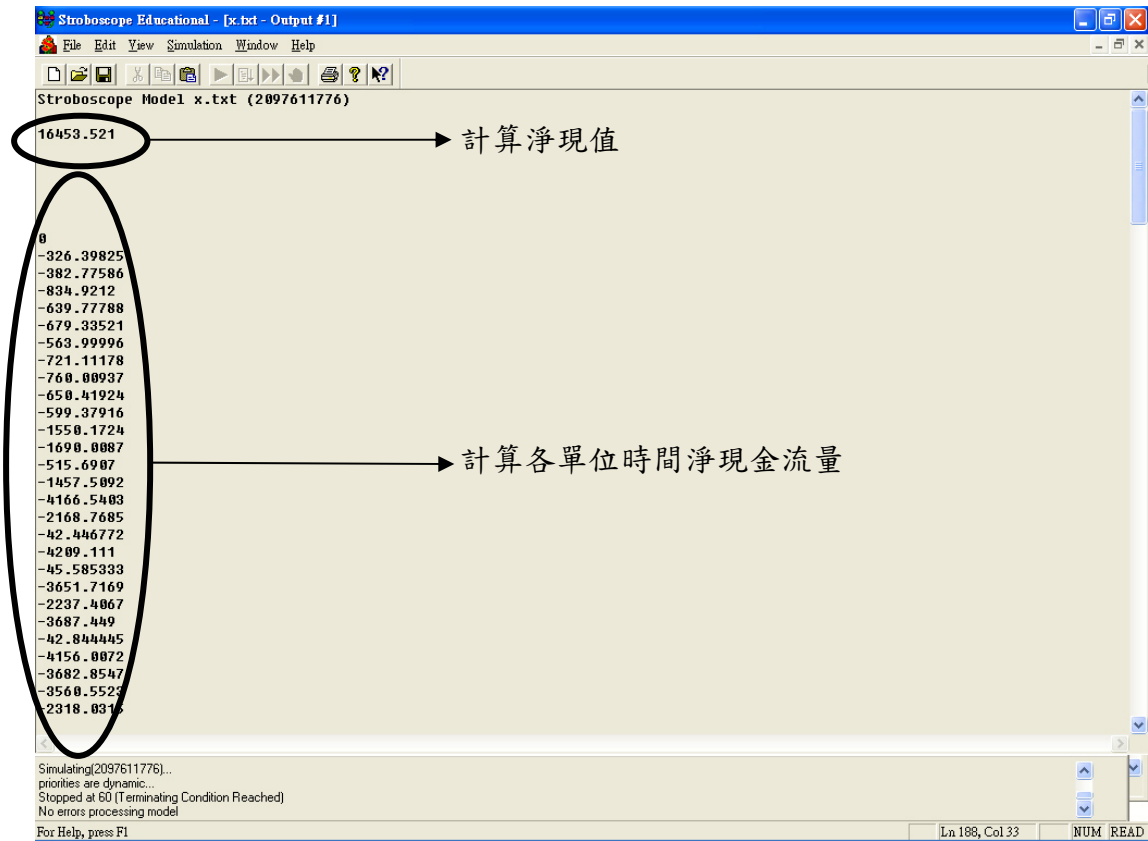 Stroboscope Educational - [x.txt - Output #1]
File Edit View Simulation Window Help
Stroboscope Model x.txt (2097611776)
16453.521
計算淨現值
0
-326.39825
-382.77586
-834.9212
-639.77788
-679.33521
-563.99996
-721.11178
-760.00937
-650.41924
-599.37916
-1550.1724
-1690.0087
-515.6907
計算各單位時間淨現金流量
-1457.5092
-4166.5403
-2168.7685
-42.446772
-4209.111
-45.585333
-3651.7169
-2237.4067
-3687.449
-42.844445
-4156.0072
-3682.8547
-3560.5523
Simulating(2097611776)...
priorities are dynamic...
Stopped at 60 (Terminating Condition Reached)
No errors processing model
For Help, press F1
Ln 188, Col 33
NUM READ